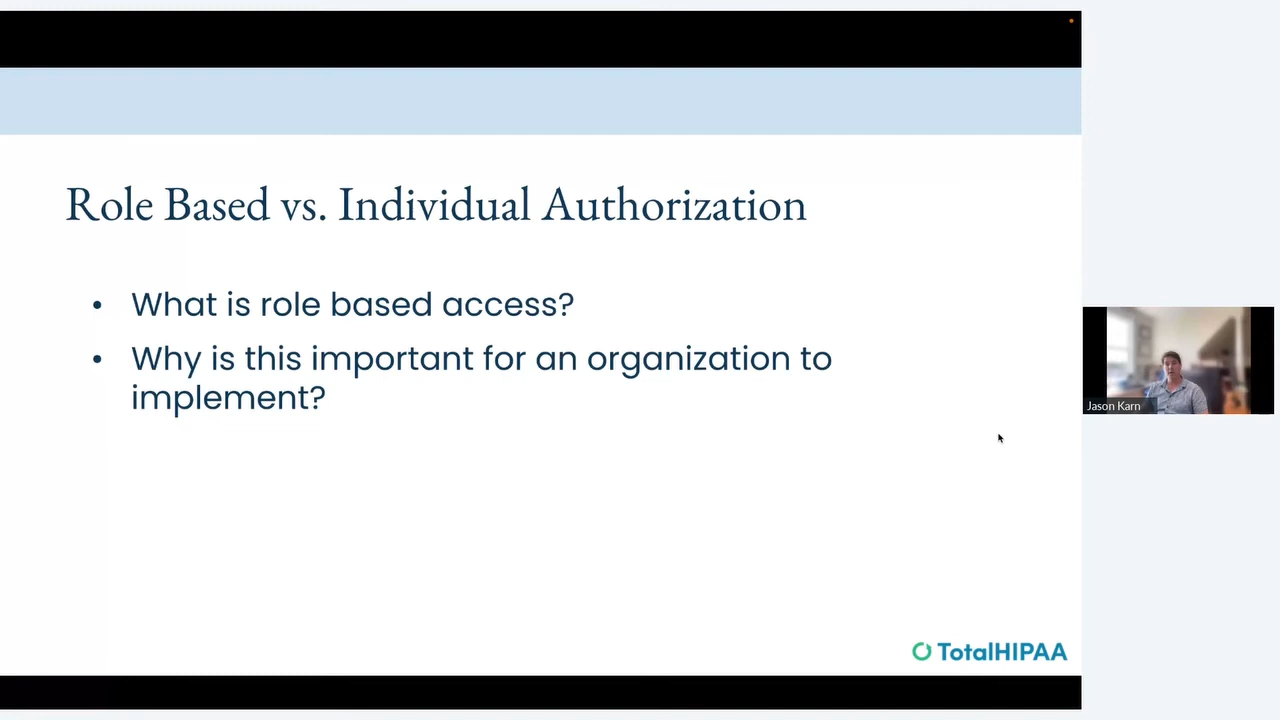 Role Based vs. Individual Authorization
• What is role based access?
• Why is this important for an organization to
implement?
Jason Karn
TotalHIPAA